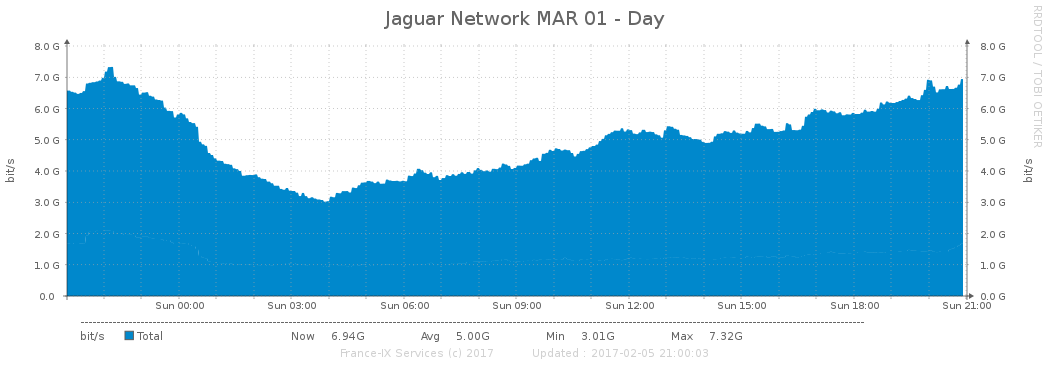 Jaguar Network MAR 01 - Day
RRDTOOL / TOBI OETIKER
8.0 G 8.0 G
7.0 G 7.0 G
6.0 G 6.0 G
5.0 G 5.0 G
4.0 G 4.0 G
3.0 G 3.0 G
2.0 G 2.0 G
1.0 G 1.0 G
0.0 0.0 G
bit/s
bit/s
Sun 00:00 Sun 03:00 Sun 06:00 Sun 09:00 Sun 12:00 Sun 15:00 Sun 18:00 Sun 21:00
bit/s Total Now 6.94G Avg 5.00G Min 3.01G Max 7.32G
France-IX Services (c) 2017 Updated : 2017-02-05 21:00:03